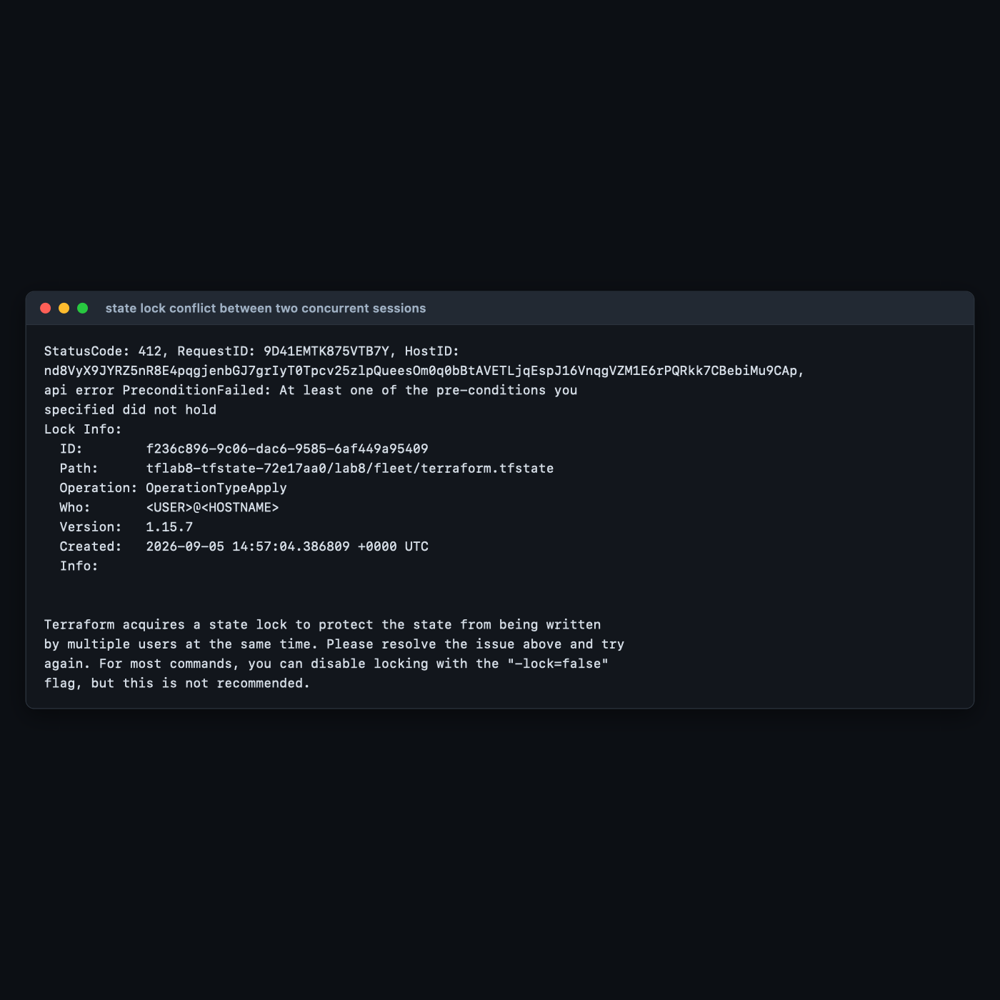 state lock conflict between two concurrent sessions
StatusCode: 412, RequestID: 9D41EMTK875VTB7Y, HostID:
nd8VyX9JYRZ5nR8E4pqgjenbGJ7grIyT0Tpcv25zlpQueesOm0q0bBtAVETLjqEspJ16VnqgVZM1E6rPQRkk7CBebiMu9CAp,
api error PreconditionFailed: At least one of the pre-conditions you
specified did not hold
Lock Info:
  ID:        f236c896-9c06-dac6-9585-6af449a95409
  Path:      tflab8-tfstate-72e17aa0/lab8/fleet/terraform.tfstate
  Operation: OperationTypeApply
  Who:       <USER>@<HOSTNAME>
  Version:   1.15.7
  Created:   2026-09-05 14:57:04.386809 +0000 UTC
  Info:
Terraform acquires a state lock to protect the state from being written
by multiple users at the same time. Please resolve the issue above and try
again. For most commands, you can disable locking with the "-lock=false"
flag, but this is not recommended.